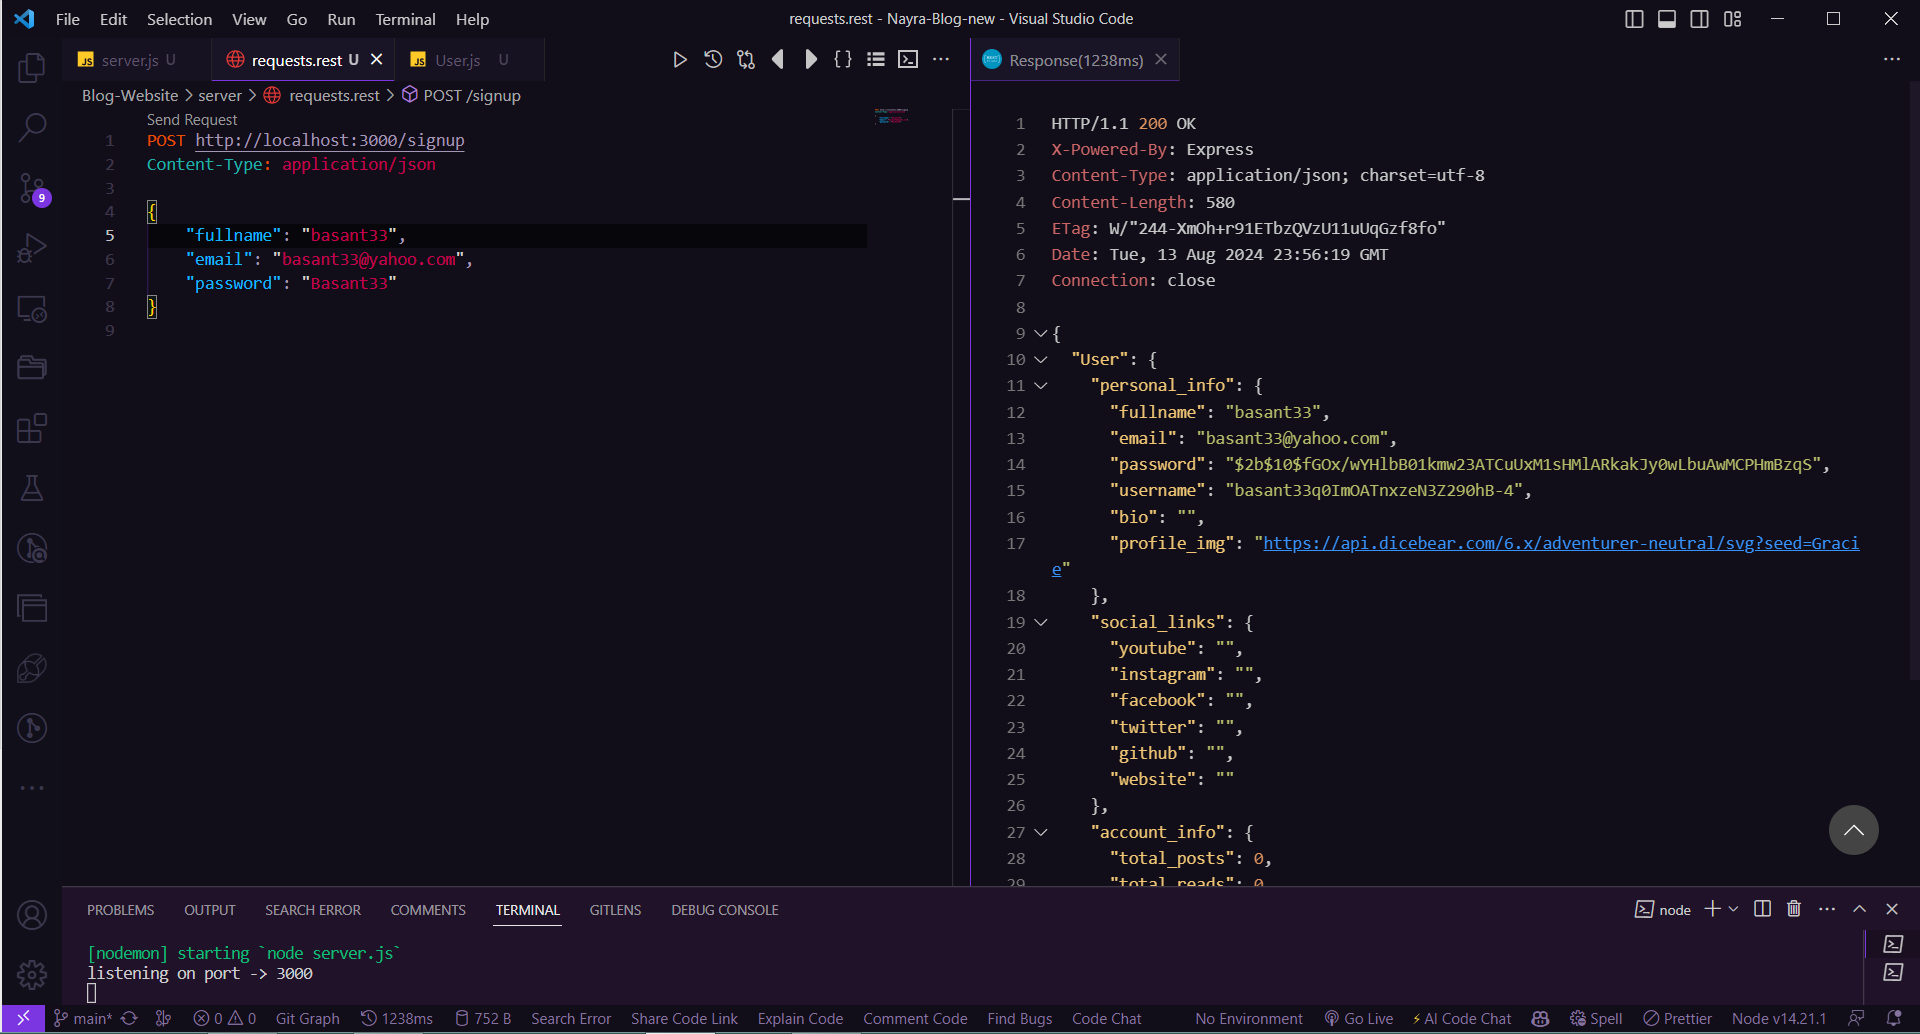 File Edit Selection View Go Run Terminal Help
requests.rest - Nayra-Blog-new - Visual Studio Code
server.js U
requests.rest U
User.js U
Response(1238ms)
Blog-Website > server > requests.rest > POST /signup
Send Request
1 POST http://localhost:3000/signup
2 Content-Type: application/json
3
4 {
5 "fullname": "basant33",
6 "email": "basant33@yahoo.com",
7 "password": "Basant33"
8 }
9
1 HTTP/1.1 200 OK
2 X-Powered-By: Express
3 Content-Type: application/json; charset=utf-8
4 Content-Length: 580
5 ETag: W/"244-XmOh+r91ETbzQVzU11uUqGzf8fo"
6 Date: Tue, 13 Aug 2024 23:56:19 GMT
7 Connection: close
8
9 {
10 "User": {
11 "personal_info": {
12 "fullname": "basant33",
13 "email": "basant33@yahoo.com",
14 "password": "$2b$10$fGOx/wYHlbB01kmw23ATCuUxM1sHMlARkakJy0wLbuAwMCPHmBzqS",
15 "username": "basant33q0ImOATnxzeN3Z290hB-4",
16 "bio": "",
17 "profile_img": "https://api.dicebear.com/6.x/adventurer-neutral/svg?seed=Graci
e"
18 },
19 "social_links": {
20 "youtube": "",
21 "instagram": "",
22 "facebook": "",
23 "twitter": "",
24 "github": "",
25 "website": ""
26 },
27 "account_info": {
28 "total_posts": 0,
29 "total_reads": 0
9
PROBLEMS OUTPUT SEARCH ERROR COMMENTS TERMINAL GITLENS DEBUG CONSOLE
node
[nodemon] starting `node server.js`
listening on port -> 3000
main* 0 0 Git Graph 1238ms 752 B Search Error Share Code Link Explain Code Comment Code Find Bugs Code Chat No Environment Go Live AI Code Chat Spell Prettier Node v14.21.1